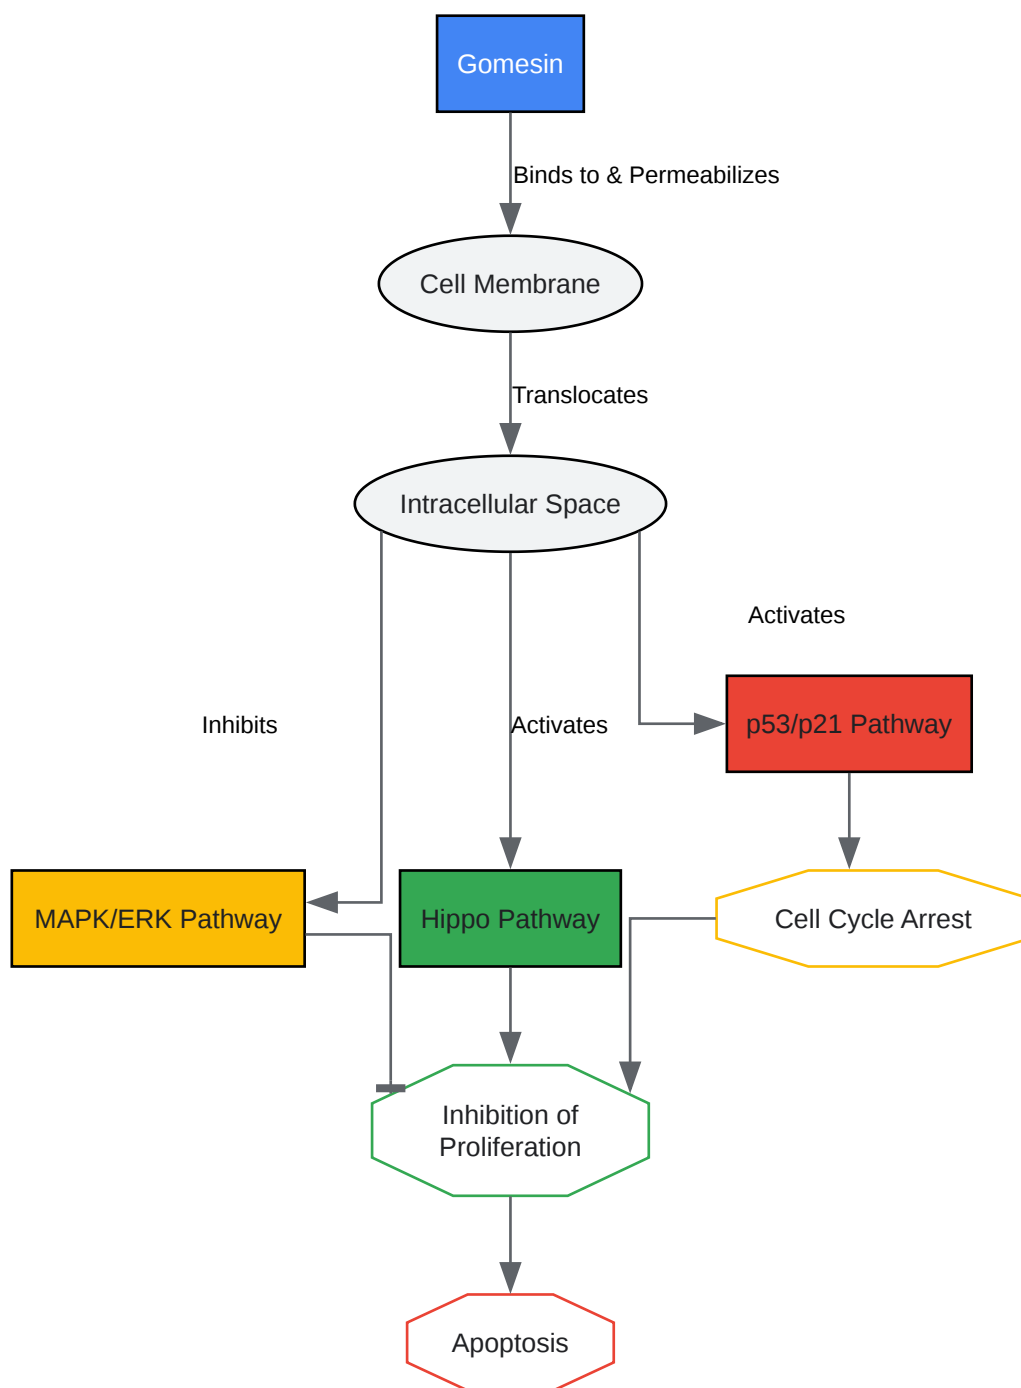 Gomesin
Binds to & Permeabilizes
Cell Membrane
Translocates
Intracellular Space
Activates
Inhibits
Activates
p53/p21 Pathway
MAPK/ERK Pathway
Hippo Pathway
Cell Cycle Arrest
Inhibition of
Proliferation
Apoptosis